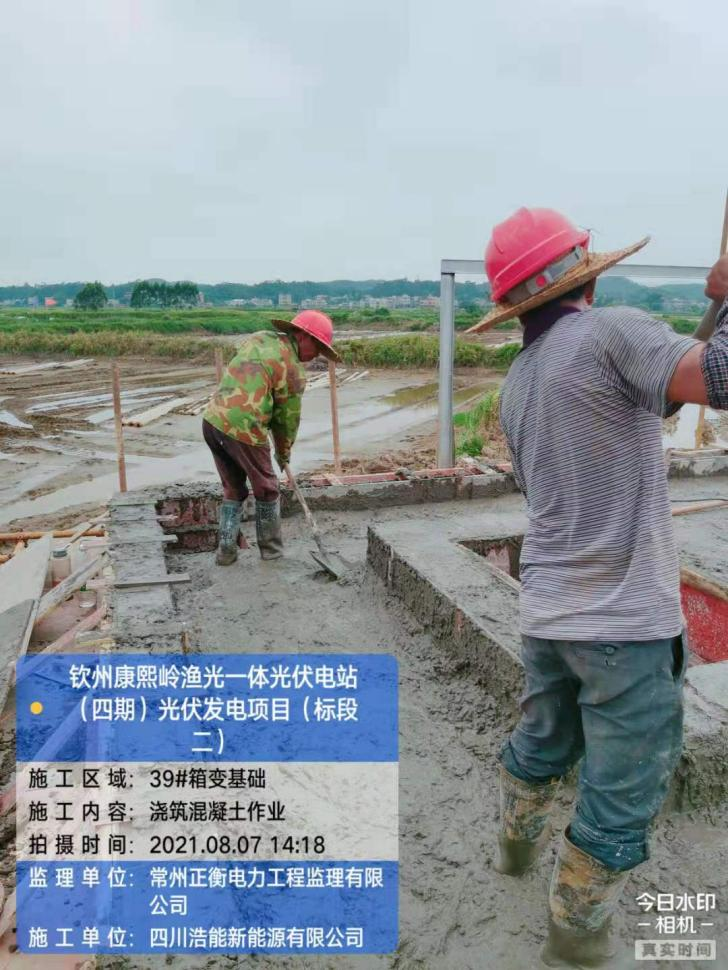 钦州康熙岭渔光一体光伏电站
（四期）光伏发电项目（标段
二）
施工区域：39#箱变基础
施工内容：浇筑混凝土作业
拍摄时间：2021.08.07 14:18
监理单位：常州正衡电力工程监理有限
公司
施工单位：四川浩能新能源有限公司
今日水印
-相机-
真实时间